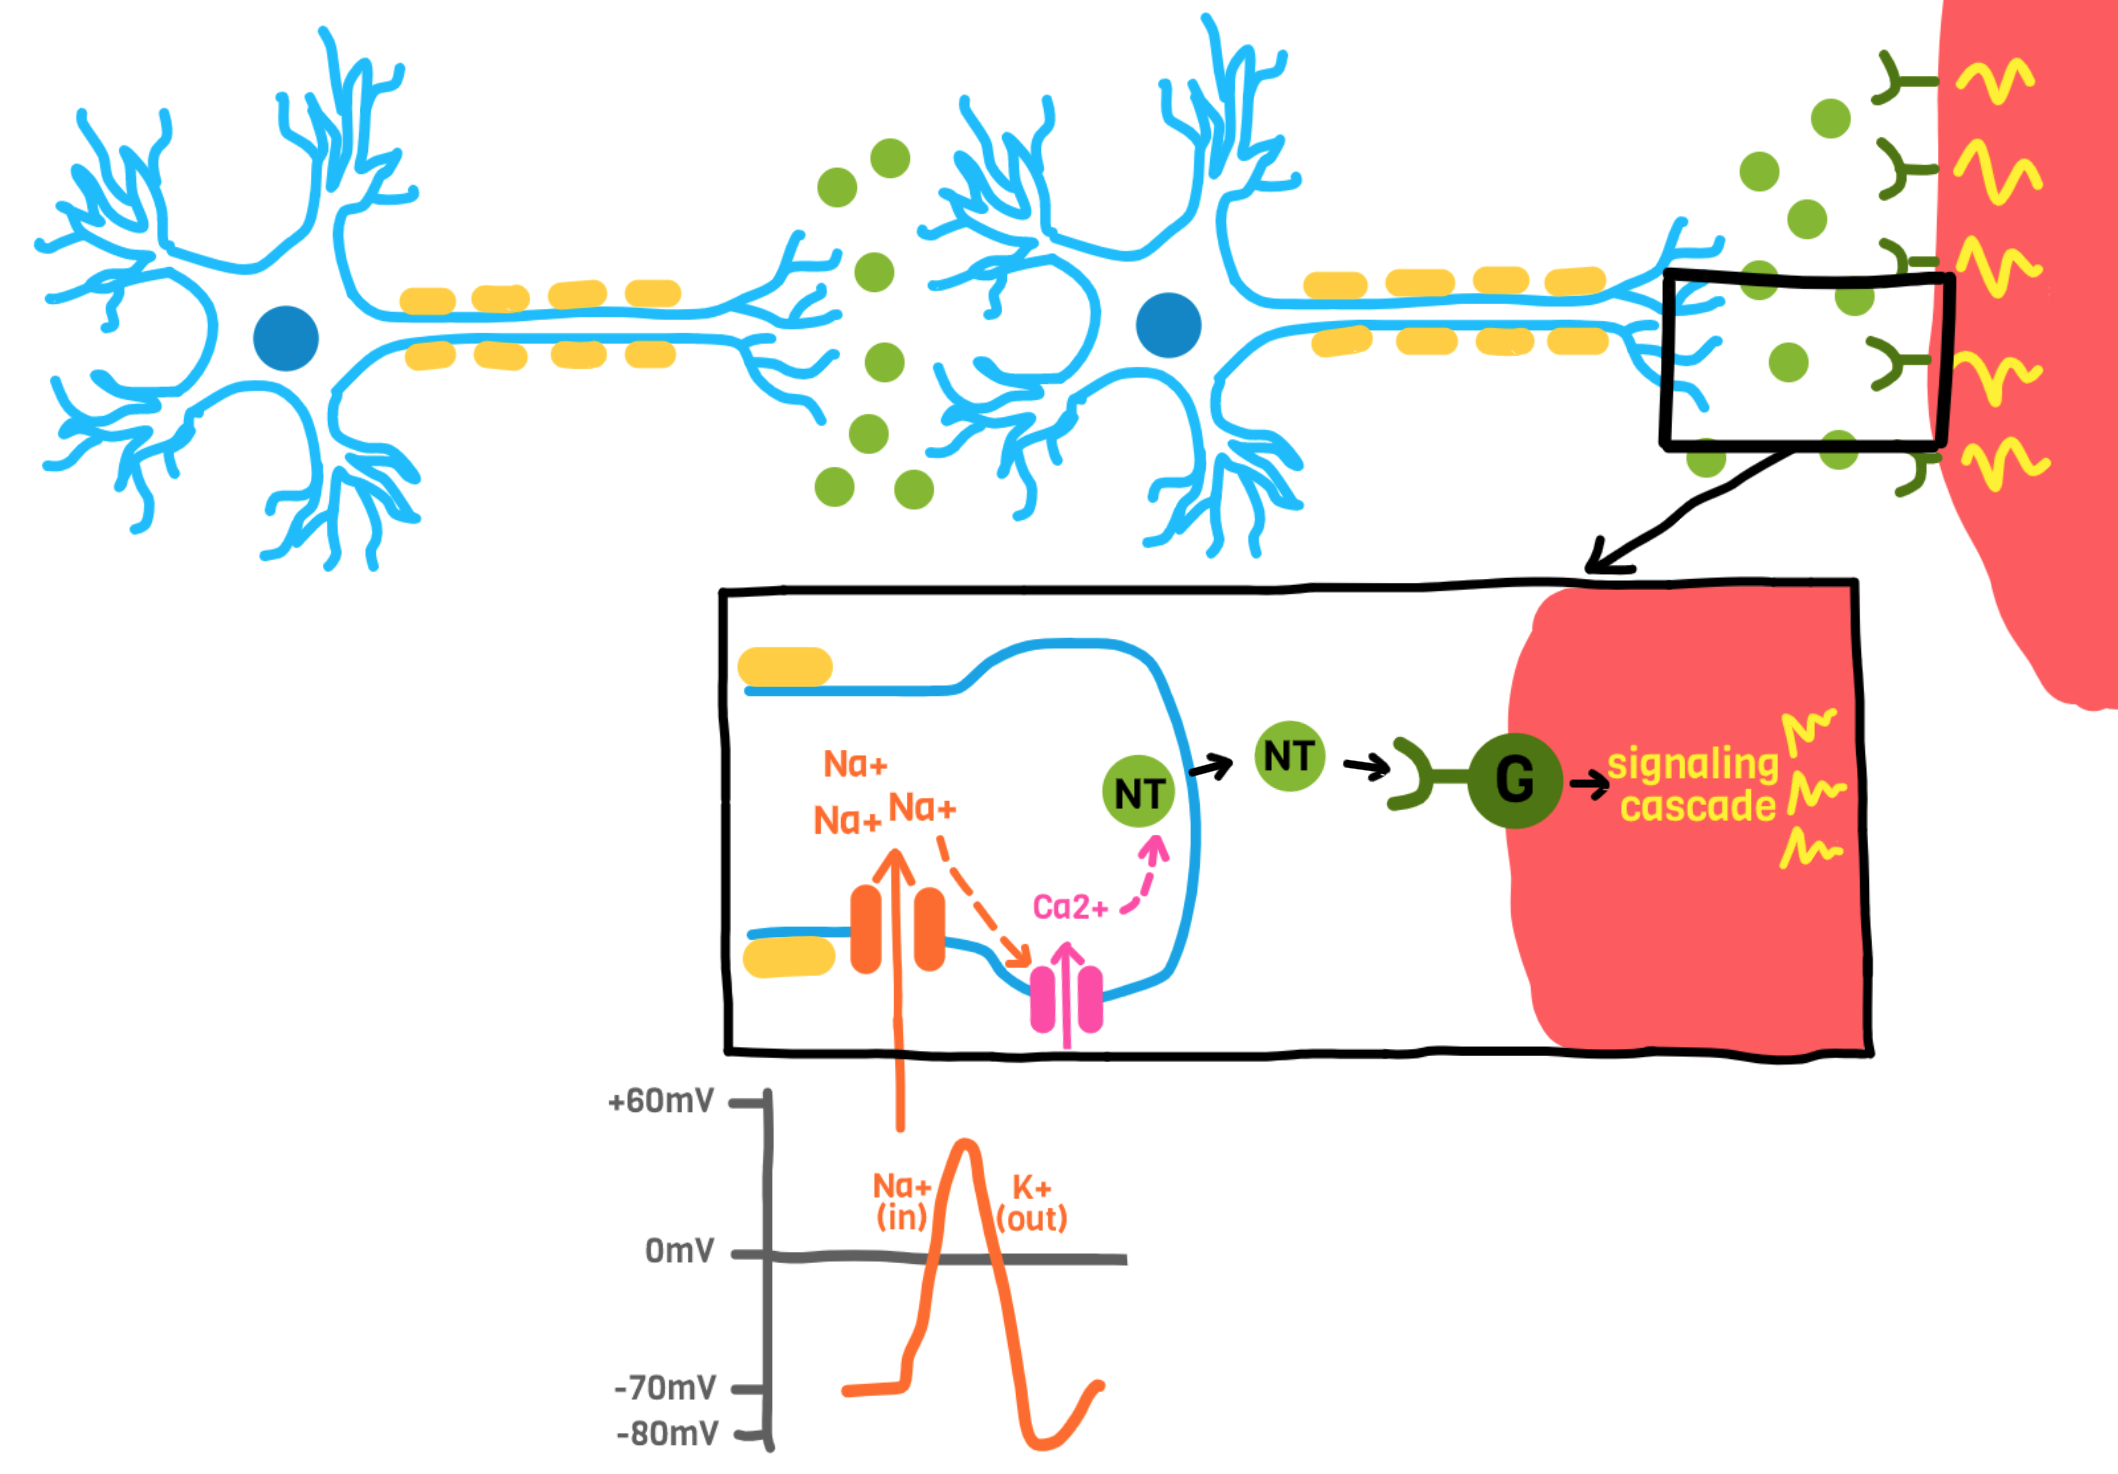 Na+
Na+ Na+
NT
NT
G
signaling
cascade
Ca2+
+60mV
0mV
-70mV
-80mV
Na+
(in)
K+
(out)